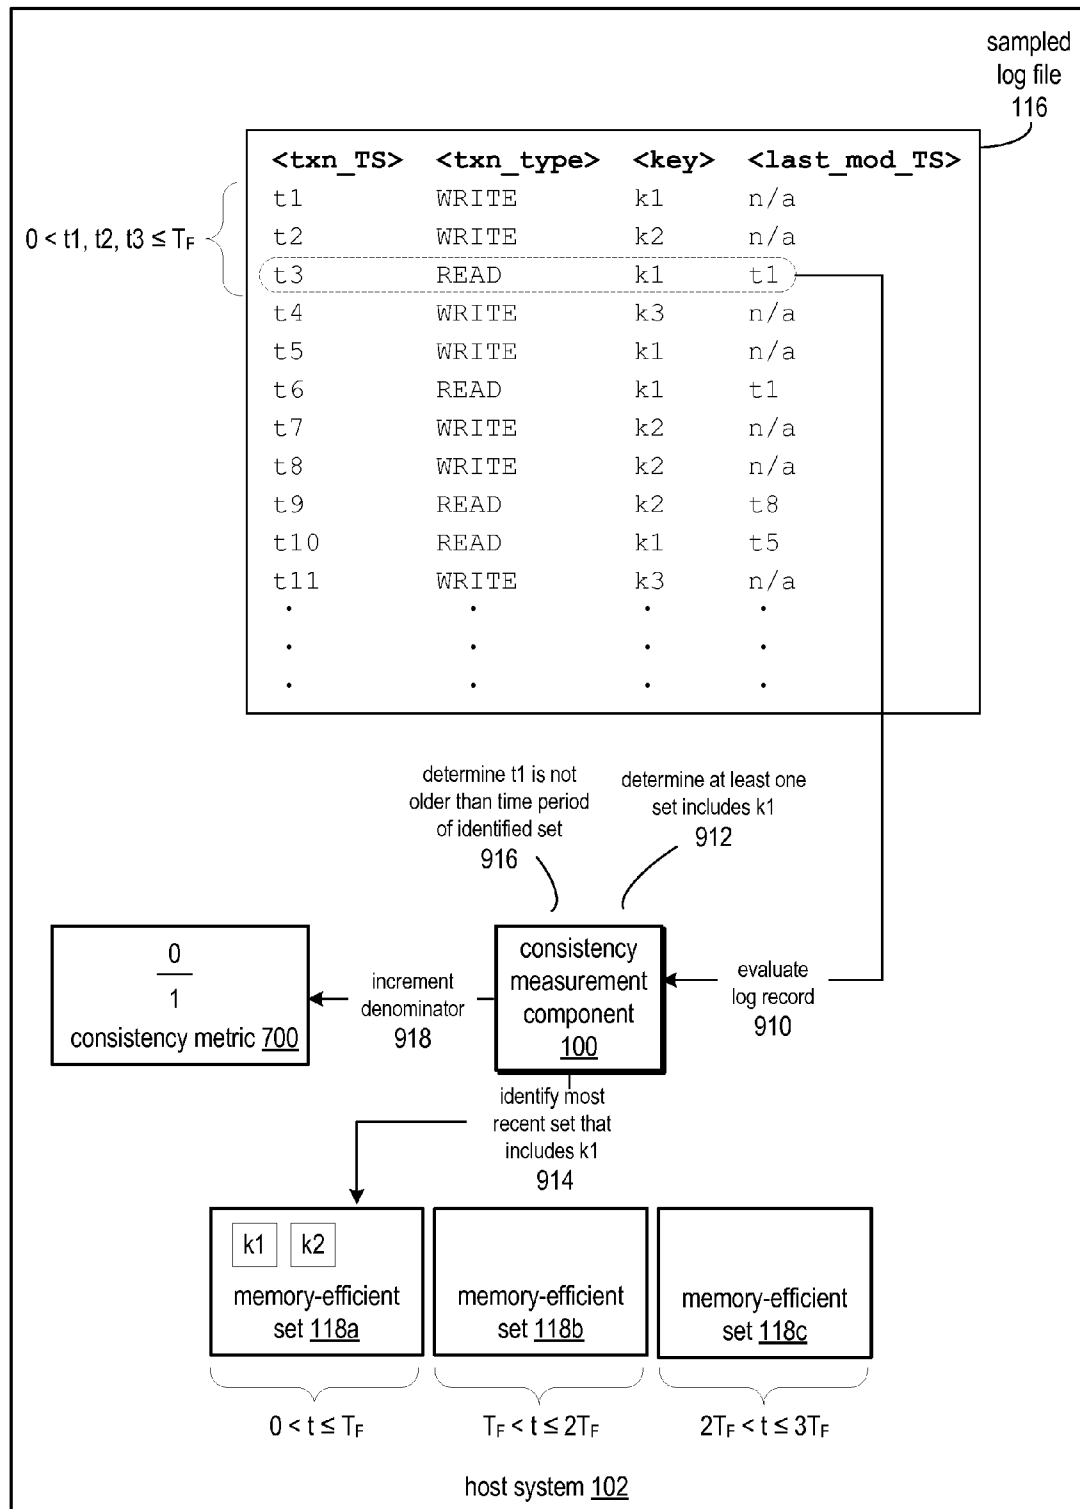 sampled
log file
116
<txn_TS> <txn_type> <key> <last_mod_TS>
t1 WRITE k1 n/a
t2 WRITE k2 n/a
0 < t1, t2, t3 ≤ TF
t3 READ k1 t1
t4 WRITE k3 n/a
t5 WRITE k1 n/a
t6 READ k1 t1
t7 WRITE k2 n/a
t8 WRITE k2 n/a
t9 READ k2 t8
t10 READ k1 t5
t11 WRITE k3 n/a
determine t1 is not
older than time period
of identified set
916
determine at least one
set includes k1
912
0
1
consistency metric 700
increment
denominator
918
consistency
measurement
component
100
evaluate
log record
910
identify most
recent set that
includes k1
914
k1 k2
memory-efficient
set 118a
memory-efficient
set 118b
memory-efficient
set 118c
0 < t ≤ TF
TF < t ≤ 2TF
2TF < t ≤ 3TF
host system 102